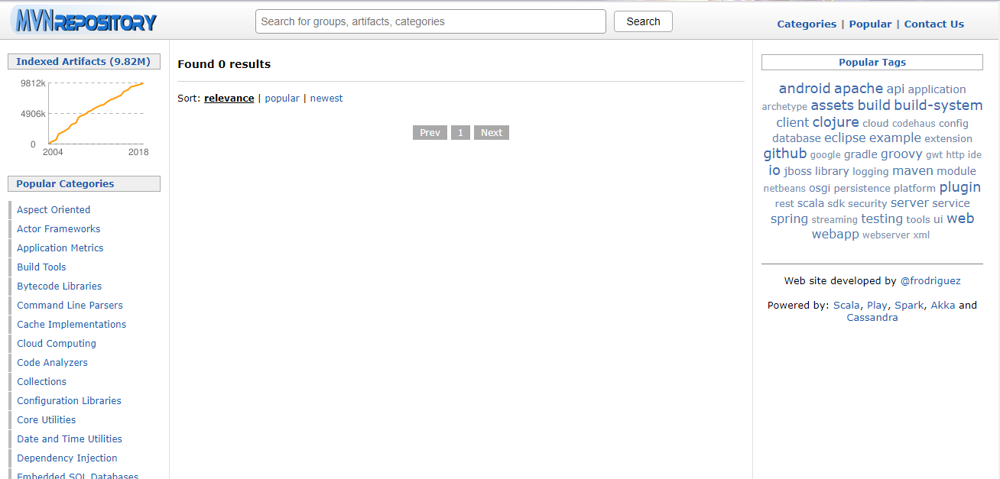 MVNREPOSITORY
Search for groups, artifacts, categories
Search
Categories | Popular | Contact Us
Indexed Artifacts (9.82M)
9812k
4906k
0
2004
2018
Popular Categories
Aspect Oriented
Actor Frameworks
Application Metrics
Build Tools
Bytecode Libraries
Command Line Parsers
Cache Implementations
Cloud Computing
Code Analyzers
Collections
Configuration Libraries
Core Utilities
Date and Time Utilities
Dependency Injection
Embedded SQL Databases
Found 0 results
Sort: relevance | popular | newest
Prev 1 Next
Popular Tags
android apache api application
archetype assets build build-system
client clojure cloud codehaus config
database eclipse example extension
github google gradle groovy gwt http ide
io jboss library logging maven module
netbeans osgi persistence platform plugin
rest scala sdk security server service
spring streaming testing tools ui web
webapp webserver xml
Web site developed by @frodriguez
Powered by: Scala, Play, Spark, Akka and
Cassandra